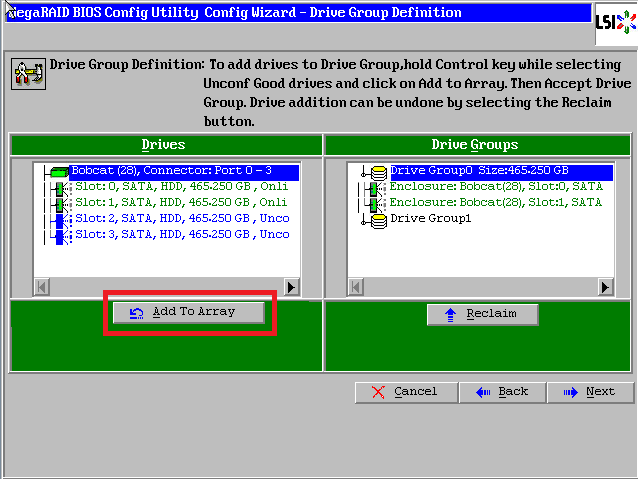 MegaRAID BIOS Config Utility Config Wizard - Drive Group Definition
LSI
Drive Group Definition: To add drives to Drive Group,hold Control key while selecting
Unconf Good drives and click on Add to Array. Then Accept Drive
Group. Drive addition can be undone by selecting the Reclaim
button.
Drives
Bobcat (28), Connector: Port 0 - 3
Slot: 0, SATA, HDD, 465.250 GB, Onli
Slot: 1, SATA, HDD, 465.250 GB, Onli
Slot: 2, SATA, HDD, 465.250 GB, Unco
Slot: 3, SATA, HDD, 465.250 GB, Unco
Add To Array
Drive Groups
Drive Group0 Size:465.250 GB
Enclosure: Bobcat(28), Slot:0, SATA
Enclosure: Bobcat(28), Slot:1, SATA
Drive Group1
Reclaim
Cancel
Back
Next